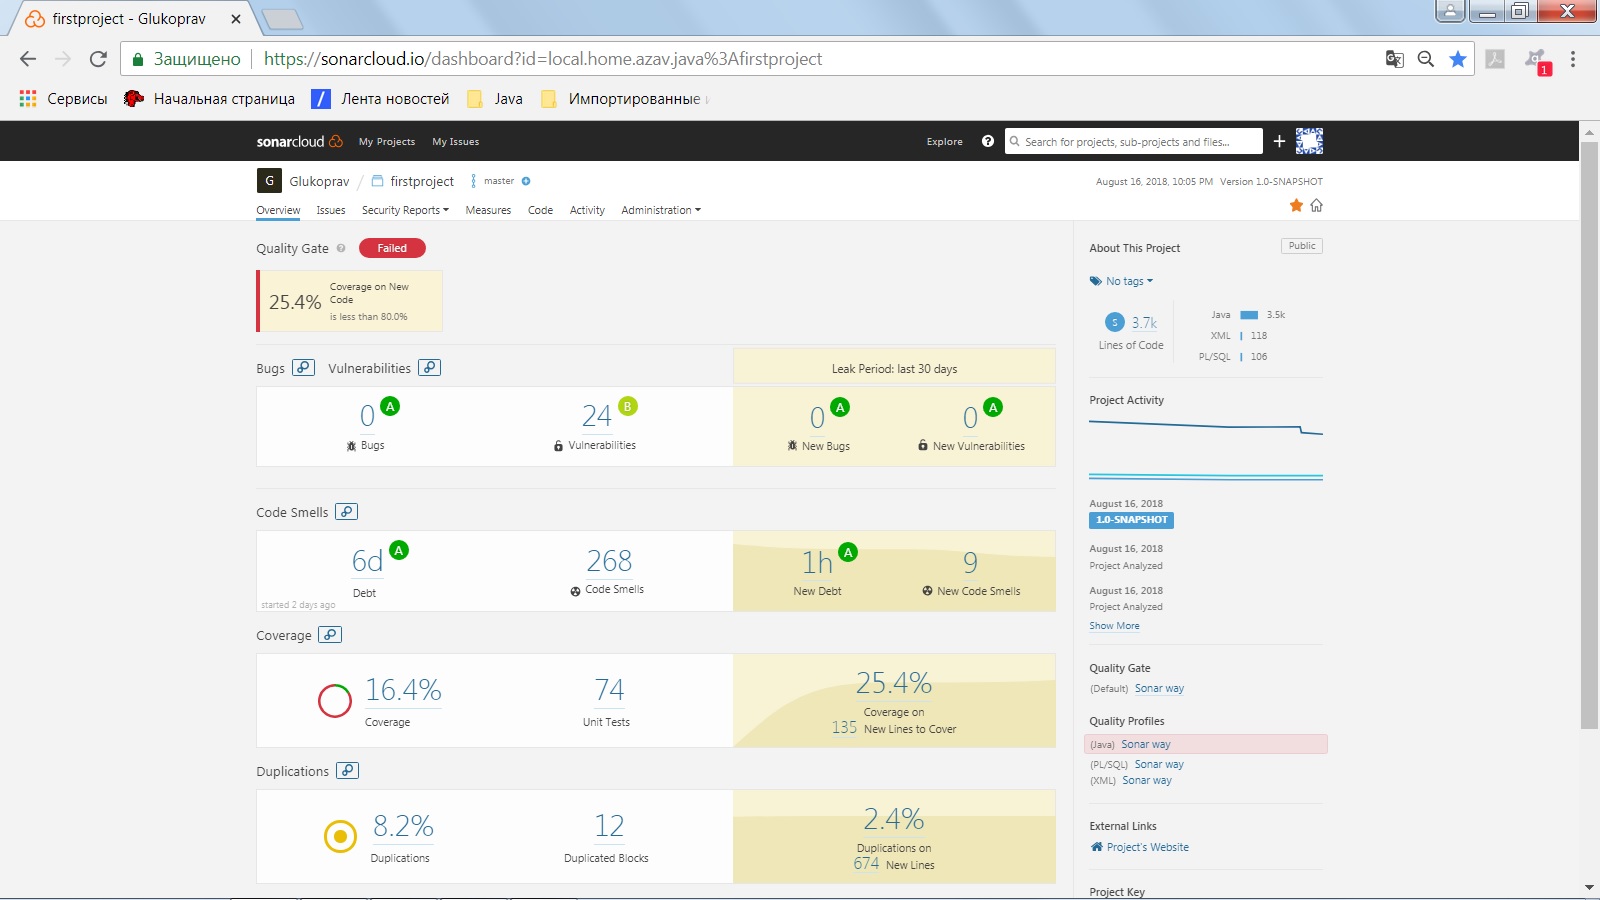 firstproject - Glukoprav
Защищено https://sonarcloud.io/dashboard?id=local.home.azav.java%3Afirstproject
1
Сервисы Начальная страница Лента новостей Java Импортированные
sonarcloud My Projects My Issues Explore Search for projects, sub-projects and files...
G Glukoprav / firstproject master August 16, 2018, 10:05 PM Version 1.0-SNAPSHOT
Overview Issues Security Reports Measures Code Activity Administration
Quality Gate Failed
25.4% Coverage on New Code
is less than 80.0%
Bugs Vulnerabilities Leak Period: last 30 days
0 A 24 B 0 A 0 A
Bugs Vulnerabilities New Bugs New Vulnerabilities
Code Smells
6d A 268 1h A 9
Debt Code Smells New Debt New Code Smells
started 2 days ago
Coverage
16.4% 74 25.4%
Coverage Unit Tests Coverage on
135 New Lines to Cover
Duplications
8.2% 12 2.4%
Duplications Duplicated Blocks Duplications on
674 New Lines
About This Project Public
No tags
S 3.7k
Lines of Code
Java 3.5k
XML 118
PL/SQL 106
Project Activity
August 16, 2018
1.0-SNAPSHOT
August 16, 2018
Project Analyzed
August 16, 2018
Project Analyzed
Show More
Quality Gate
(Default) Sonar way
Quality Profiles
(Java) Sonar way
(PL/SQL) Sonar way
(XML) Sonar way
External Links
Project's Website
Project Key